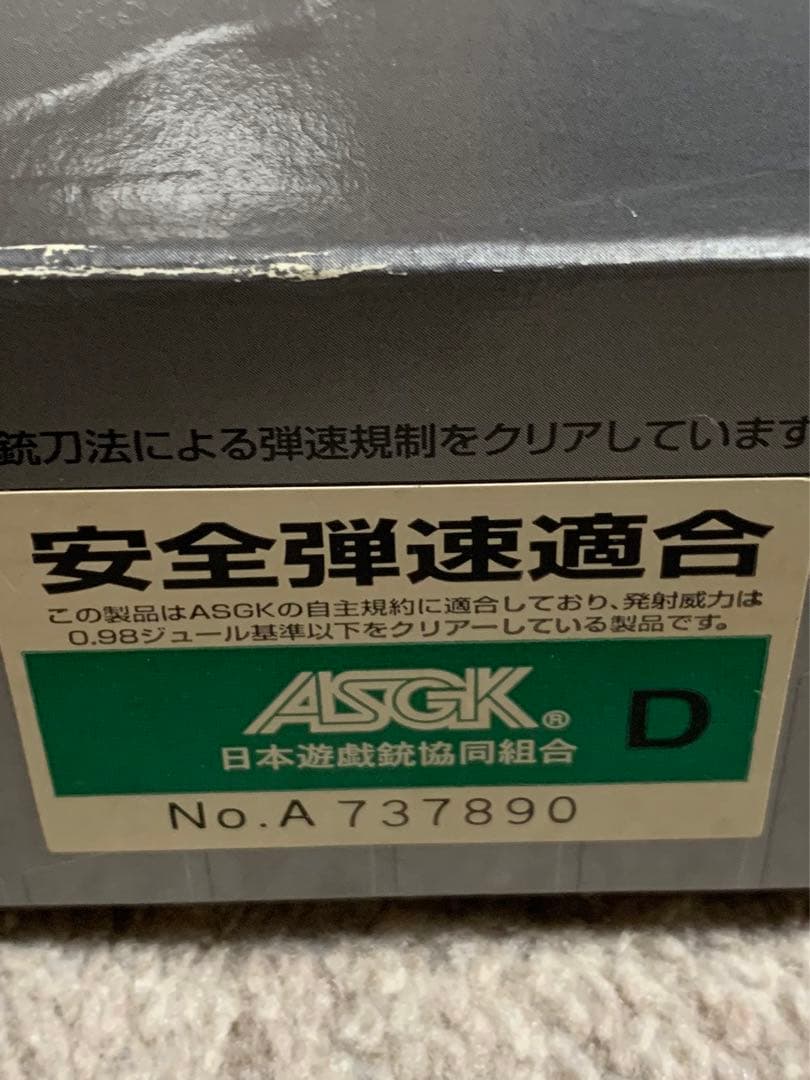 銃刀法による弾速規制をクリアしています
安全弾速適合
この製品はASGKの自主規約に適合しており、発射威力は
0.98ジュール基準以下をクリアーしている製品です。
ASGK® D
日本遊戯銃協同組合
No.A 737890